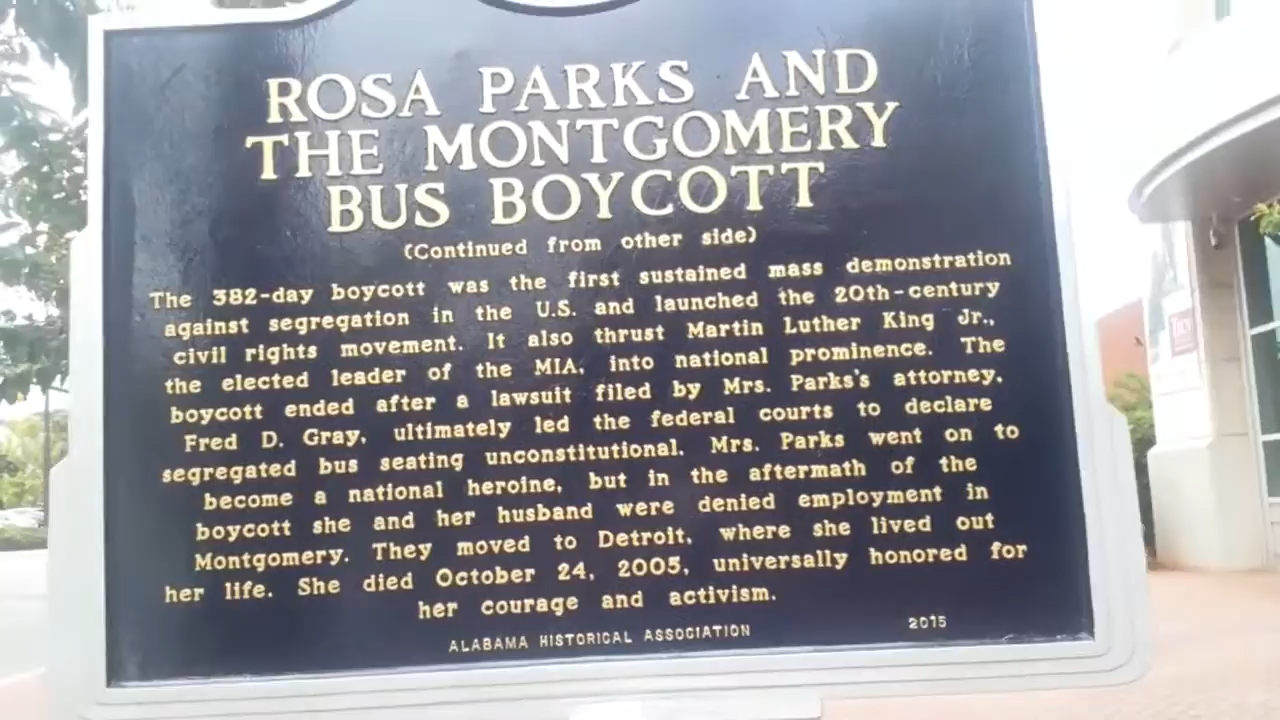 ROSA PARKS AND
THE MONTGOMERY
BUS BOYCOTT
(Continued from other side)
The 382-day boycott was the first sustained mass demonstration
against segregation in the U.S. and launched the 20th-century
civil rights movement. It also thrust Martin Luther King Jr.,
the elected leader of the MIA, into national prominence. The
boycott ended after a lawsuit filed by Mrs. Parks's attorney,
Fred D. Gray, ultimately led the federal courts to declare
segregated bus seating unconstitutional. Mrs. Parks went on to
become a national heroine, but in the aftermath of the
boycott she and her husband were denied employment in
Montgomery. They moved to Detroit, where she lived out
her life. She died October 24, 2005, universally honored for
her courage and activism.
ALABAMA HISTORICAL ASSOCIATION 2015